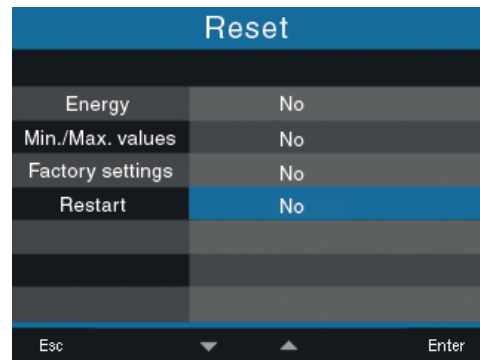 Reset
Energy No
Min./Max. values No
Factory settings No
Restart No
Esc Enter